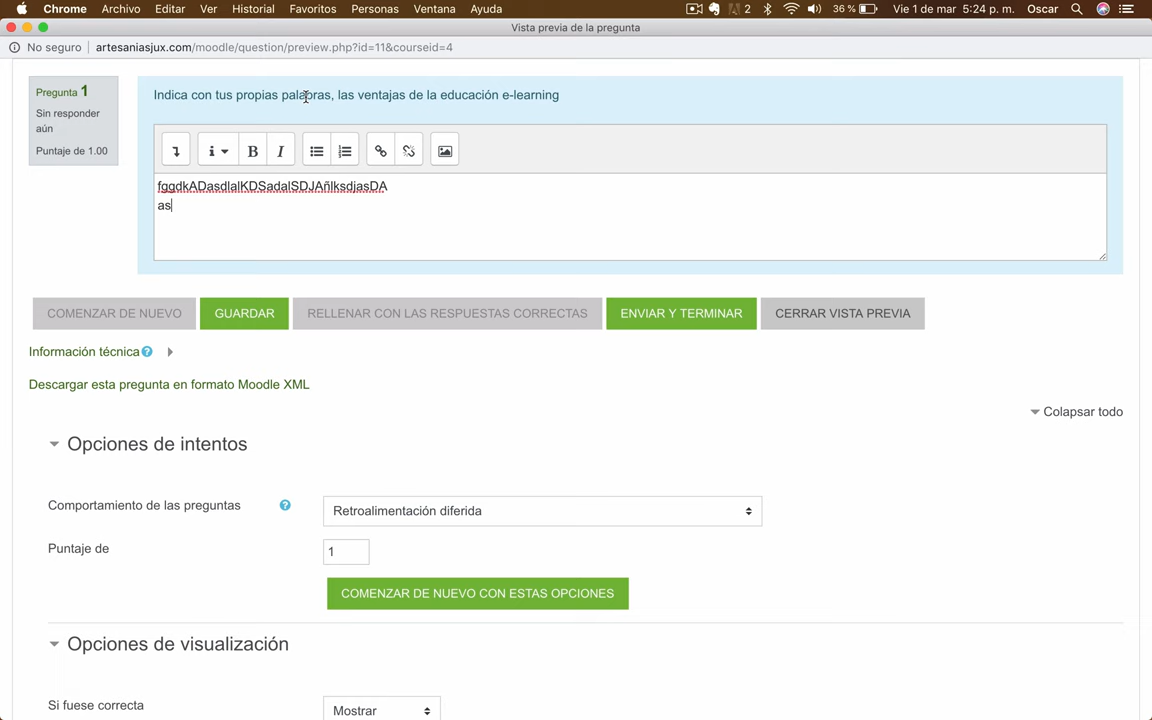 Chrome Archivo Editar Ver Historial Favoritos Personas Ventana Ayuda 2 36 % Vie 1 de mar 5:24 p. m. Oscar
Vista previa de la pregunta
No seguro artesaniasjux.com/moodle/question/preview.php?id=11&courseid=4
Pregunta 1
Sin responder
aún
Puntaje de 1.00
Indica con tus propias palabras, las ventajas de la educación e-learning
fggdkADasdlalKDSadalSDJAñlksdjasDA
as
COMENZAR DE NUEVO GUARDAR RELLENAR CON LAS RESPUESTAS CORRECTAS ENVIAR Y TERMINAR CERRAR VISTA PREVIA
Información técnica
Descargar esta pregunta en formato Moodle XML
Colapsar todo
Opciones de intentos
Comportamiento de las preguntas Retroalimentación diferida
Puntaje de 1
COMENZAR DE NUEVO CON ESTAS OPCIONES
Opciones de visualización
Si fuese correcta Mostrar